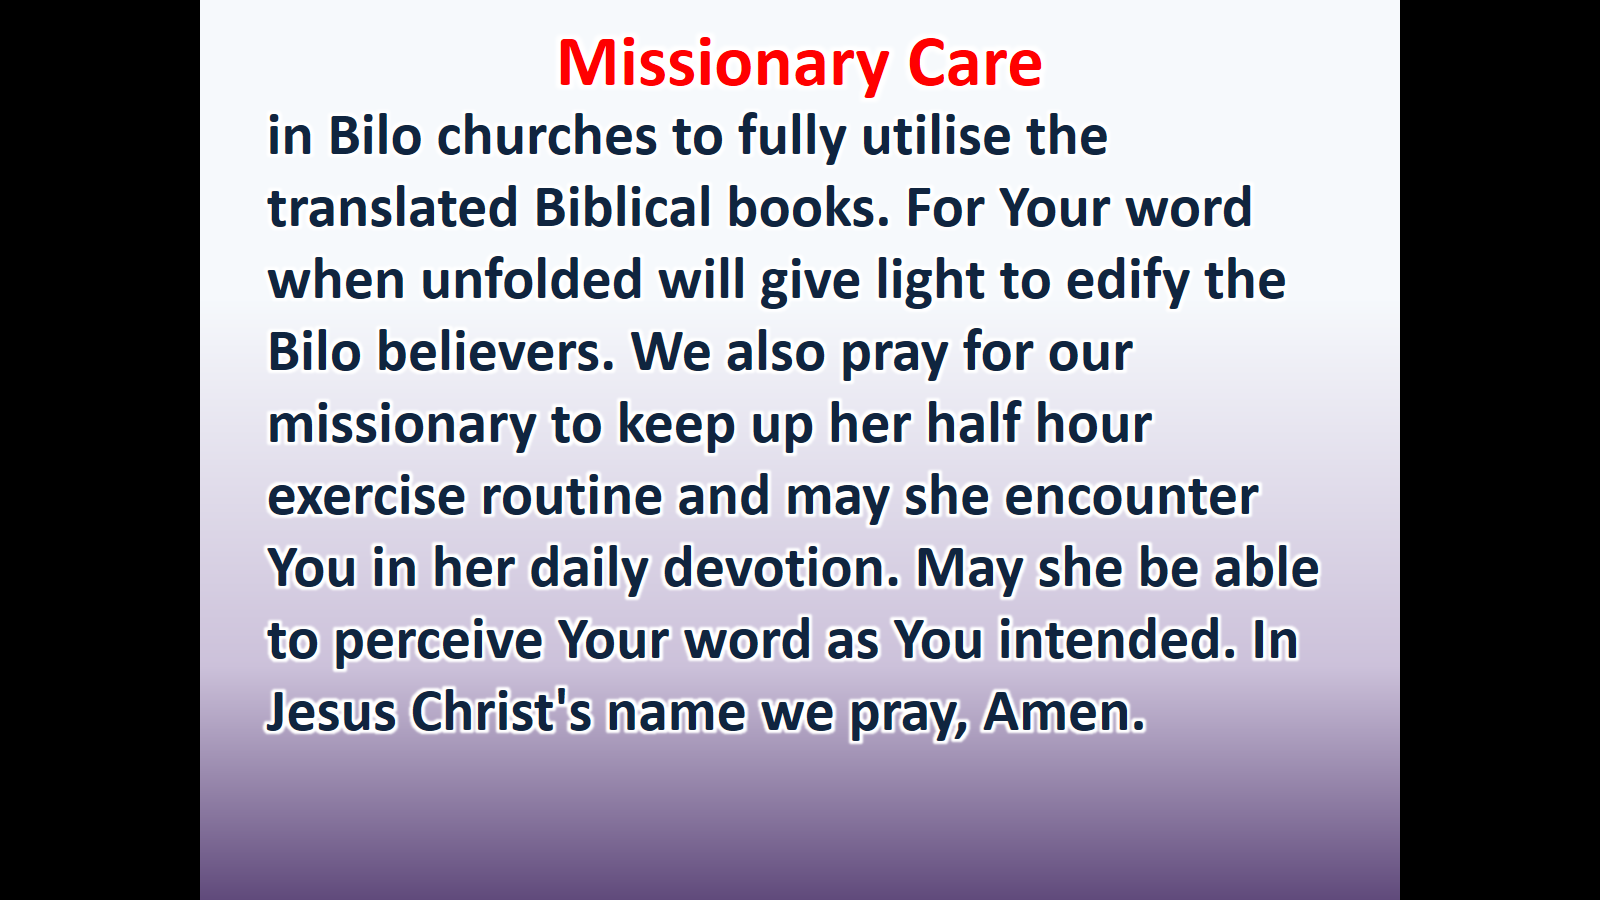 Missionary Care
in Bilo churches to fully utilise the
translated Biblical books. For Your word
when unfolded will give light to edify the
Bilo believers. We also pray for our
missionary to keep up her half hour
exercise routine and may she encounter
You in her daily devotion. May she be able
to perceive Your word as You intended. In
Jesus Christ's name we pray, Amen.